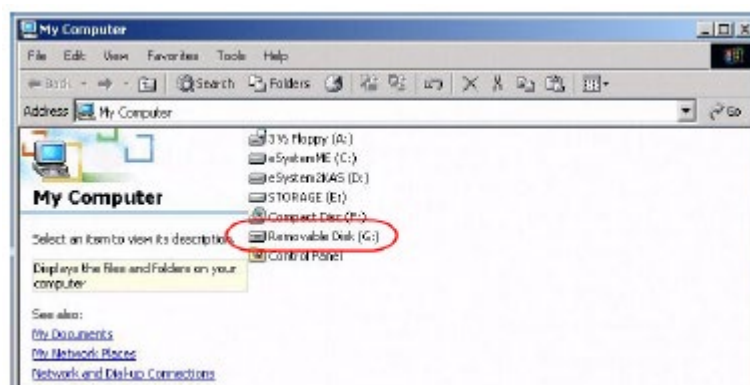 My Computer
File Edit View Favorites Tools Help
Back Search Folders
Address My Computer Go
3½ Floppy (A:)
eSystemME (C:)
eSystem2KAS (D:)
STORAGE (E:)
Compact Disc (F:)
Removable Disk (G:)
Control Panel
My Computer
Select an item to view its description.
Displays the files and folders on your
computer
See also:
My Documents
My Network Places
Network and Dial-up Connections